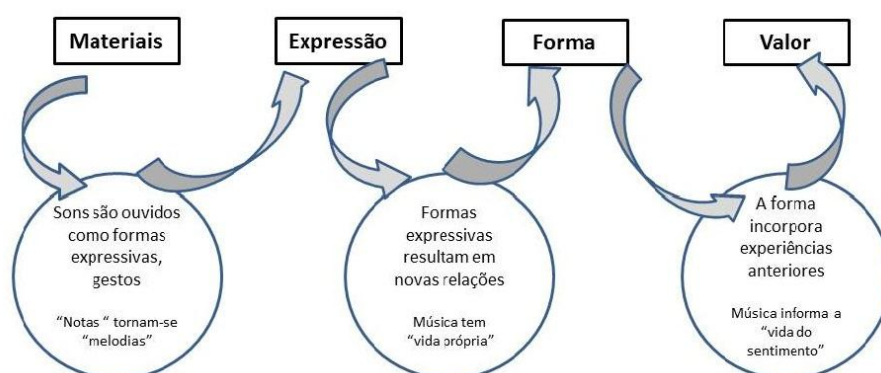 Materiais
Expressão
Forma
Valor
Sons são ouvidos
como formas
expressivas,
gestos
“Notas “ tornam-se
“melodias”
Formas
expressivas
resultam em
novas relações
Música tem
“vida própria”
A forma
incorpora
experiências
anteriores
Música informa a
“vida do
sentimento”